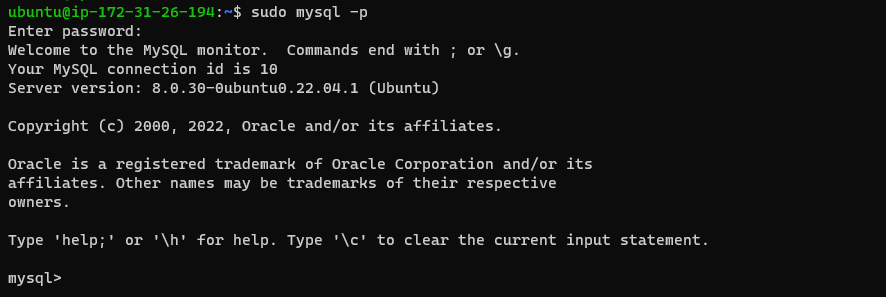 ubuntu@ip-172-31-26-194:~$ sudo mysql -p
Enter password:
Welcome to the MySQL monitor.  Commands end with ; or \g.
Your MySQL connection id is 10
Server version: 8.0.30-0ubuntu0.22.04.1 (Ubuntu)

Copyright (c) 2000, 2022, Oracle and/or its affiliates.

Oracle is a registered trademark of Oracle Corporation and/or its
affiliates. Other names may be trademarks of their respective
owners.

Type 'help;' or '\h' for help. Type '\c' to clear the current input statement.

mysql>